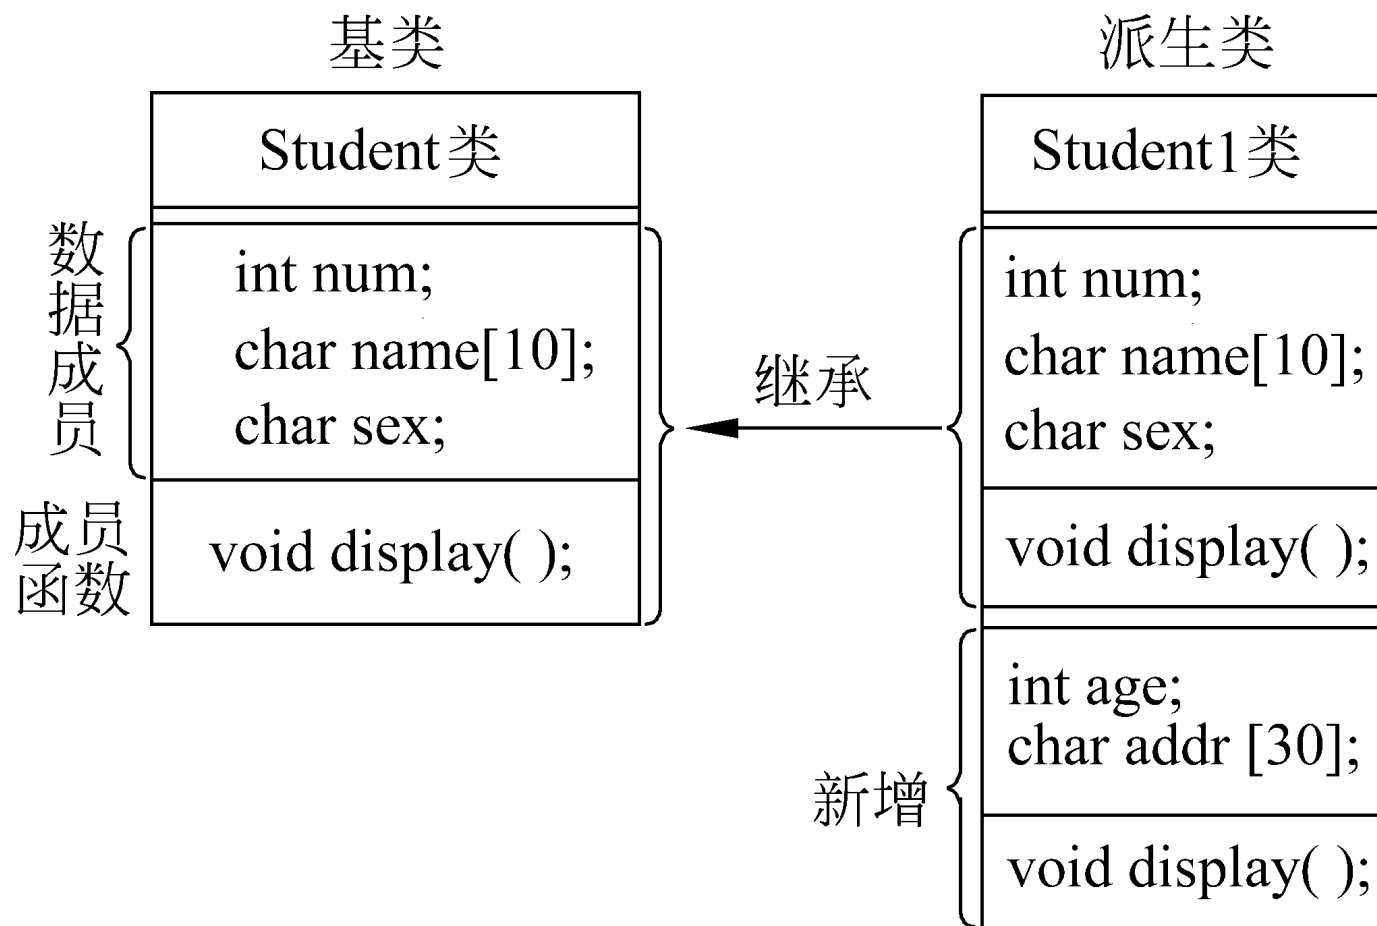 基类
Student类
数据成员
int num;
char name[10];
char sex;
成员
函数
void display( );
继承
派生类
Student1类
int num;
char name[10];
char sex;
void display( );
新增
int age;
char addr [30];
void display( );